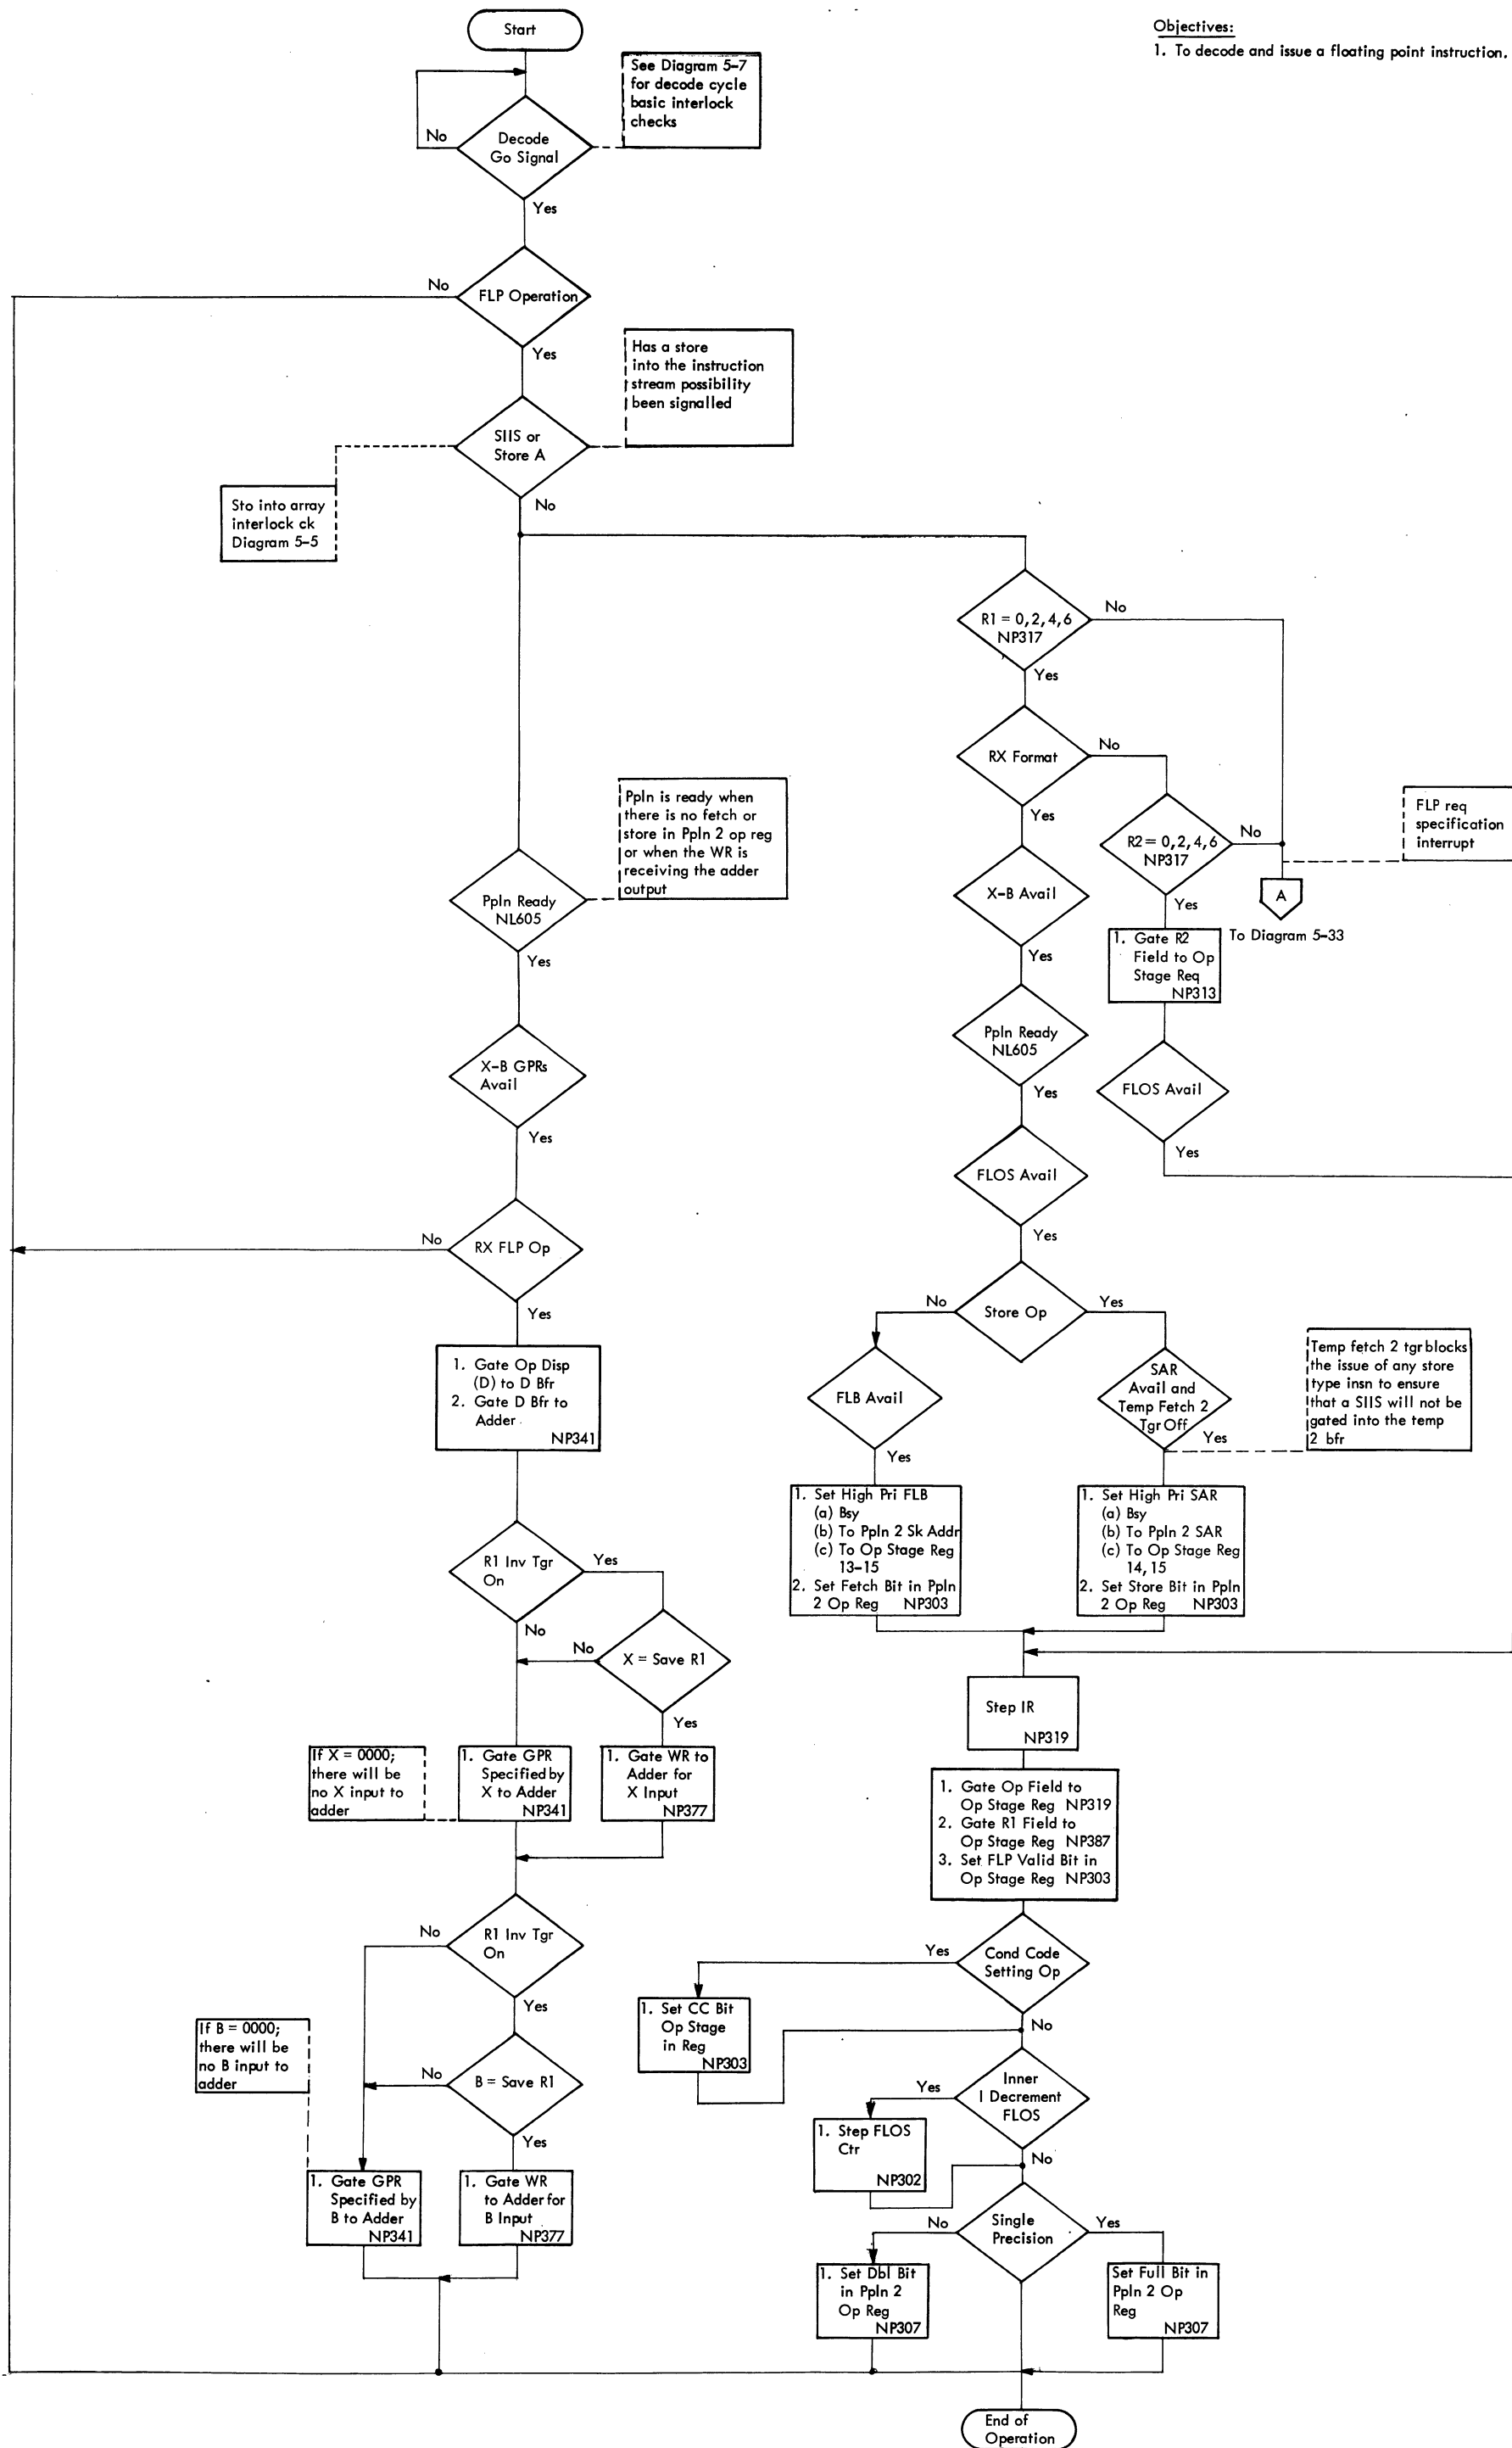 Objectives:
1. To decode and issue a floating point instruction.
Start
See Diagram 5-7
for decode cycle
basic interlock
checks
No
Decode
Go Signal
Yes
No
FLP Operation
Yes
Has a store
into the instruction
stream possibility
been signalled
SIIS or
Store A
Sto into array
interlock ck
Diagram 5-5
No
R1 = 0,2,4,6
NP317
No
Yes
RX Format
No
Yes
Ppln is ready when
there is no fetch or
store in Ppln 2 op reg
or when the WR is
receiving the adder
output
FLP req
specification
interrupt
R2 = 0,2,4,6
NP317
No
Yes
A
To Diagram 5-33
X-B Avail
Yes
Ppln Ready
NL605
Yes
1. Gate R2
Field to Op
Stage Req
NP313
Ppln Ready
NL605
Yes
X-B GPRs
Avail
Yes
FLOS Avail
Yes
FLOS Avail
Yes
No
RX FLP Op
Yes
No
Store Op
Yes
1. Gate Op Disp
(D) to D Bfr
2. Gate D Bfr to
Adder
NP341
FLB Avail
Yes
SAR
Avail and
Temp Fetch 2
Tgr Off
Yes
Temp fetch 2 tgr blocks
the issue of any store
type insn to ensure
that a SIIS will not be
gated into the temp
2 bfr
1. Set High Pri FLB
(a) Bsy
(b) To Ppln 2 Sk Addr
(c) To Op Stage Reg
13-15
2. Set Fetch Bit in Ppln
2 Op Reg NP303
1. Set High Pri SAR
(a) Bsy
(b) To Ppln 2 SAR
(c) To Op Stage Reg
14, 15
2. Set Store Bit in Ppln
2 Op Reg NP303
R1 Inv Tgr
On
Yes
No
No
X = Save R1
Yes
Step IR
NP319
If X = 0000;
there will be
no X input to
adder
1. Gate GPR
Specified by
X to Adder
NP341
1. Gate WR to
Adder for
X Input
NP377
1. Gate Op Field to
Op Stage Reg NP319
2. Gate R1 Field to
Op Stage Reg NP387
3. Set FLP Valid Bit in
Op Stage Reg NP303
No
R1 Inv Tgr
On
Yes
Yes
Cond Code
Setting Op
No
1. Set CC Bit
Op Stage
in Reg
NP303
If B = 0000;
there will be
no B input to
adder
No
B = Save R1
Yes
Yes
Inner
I Decrement
FLOS
No
1. Step FLOS
Ctr
NP302
1. Gate GPR
Specified by
B to Adder
NP341
1. Gate WR
to Adder for
B Input
NP377
No
Single
Precision
Yes
1. Set Dbl Bit
in Ppln 2
Op Reg
NP307
Set Full Bit in
Ppln 2 Op
Reg
NP307
End of
Operation